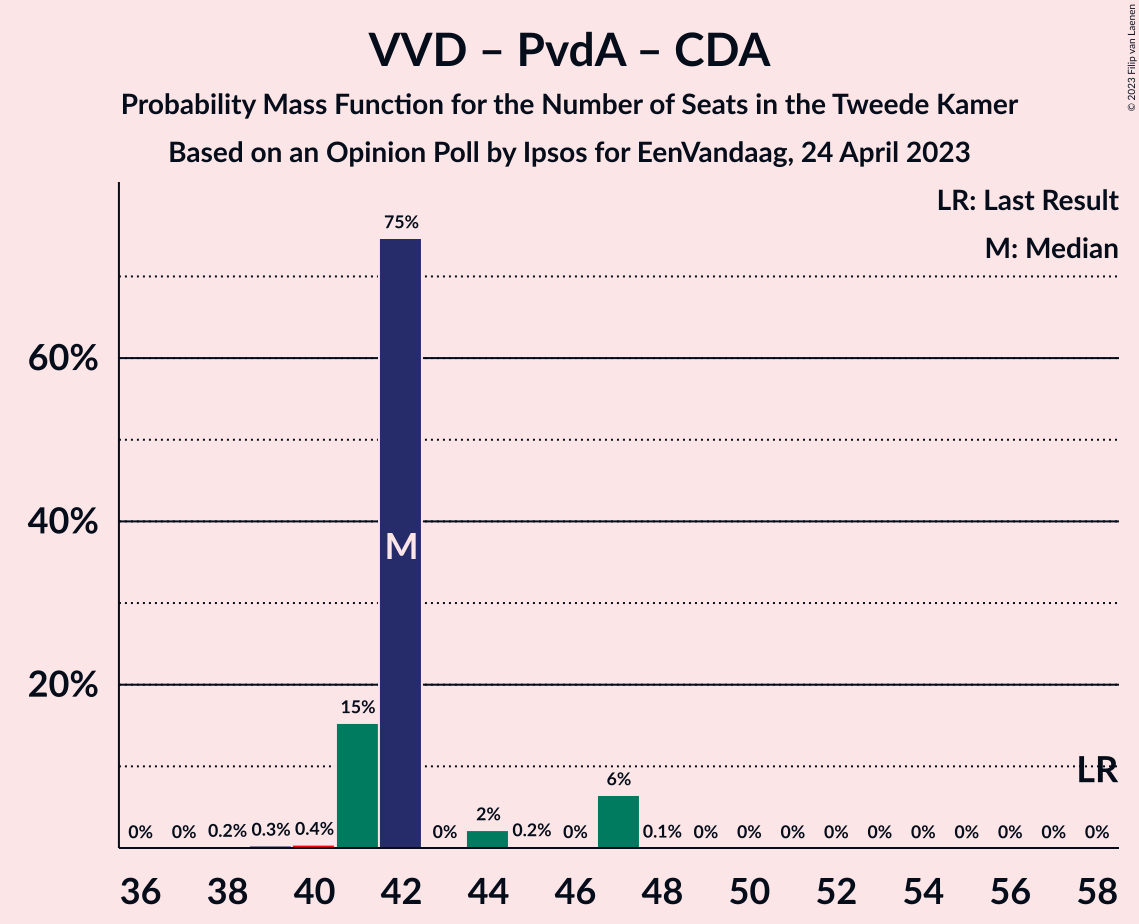 VVD – PvdA – CDA
Probability Mass Function for the Number of Seats in the Tweede Kamer
Based on an Opinion Poll by Ipsos for EenVandaag, 24 April 2023
© 2023 Filip van Laenen
LR: Last Result
M: Median
75%
60%
40%
M
20%
15%
LR
6%
2%
0% 0% 0.2% 0.3% 0.4% 0% 0.2% 0% 0.1% 0% 0% 0% 0% 0% 0% 0% 0% 0% 0%
36 38 40 42 44 46 48 50 52 54 56 58